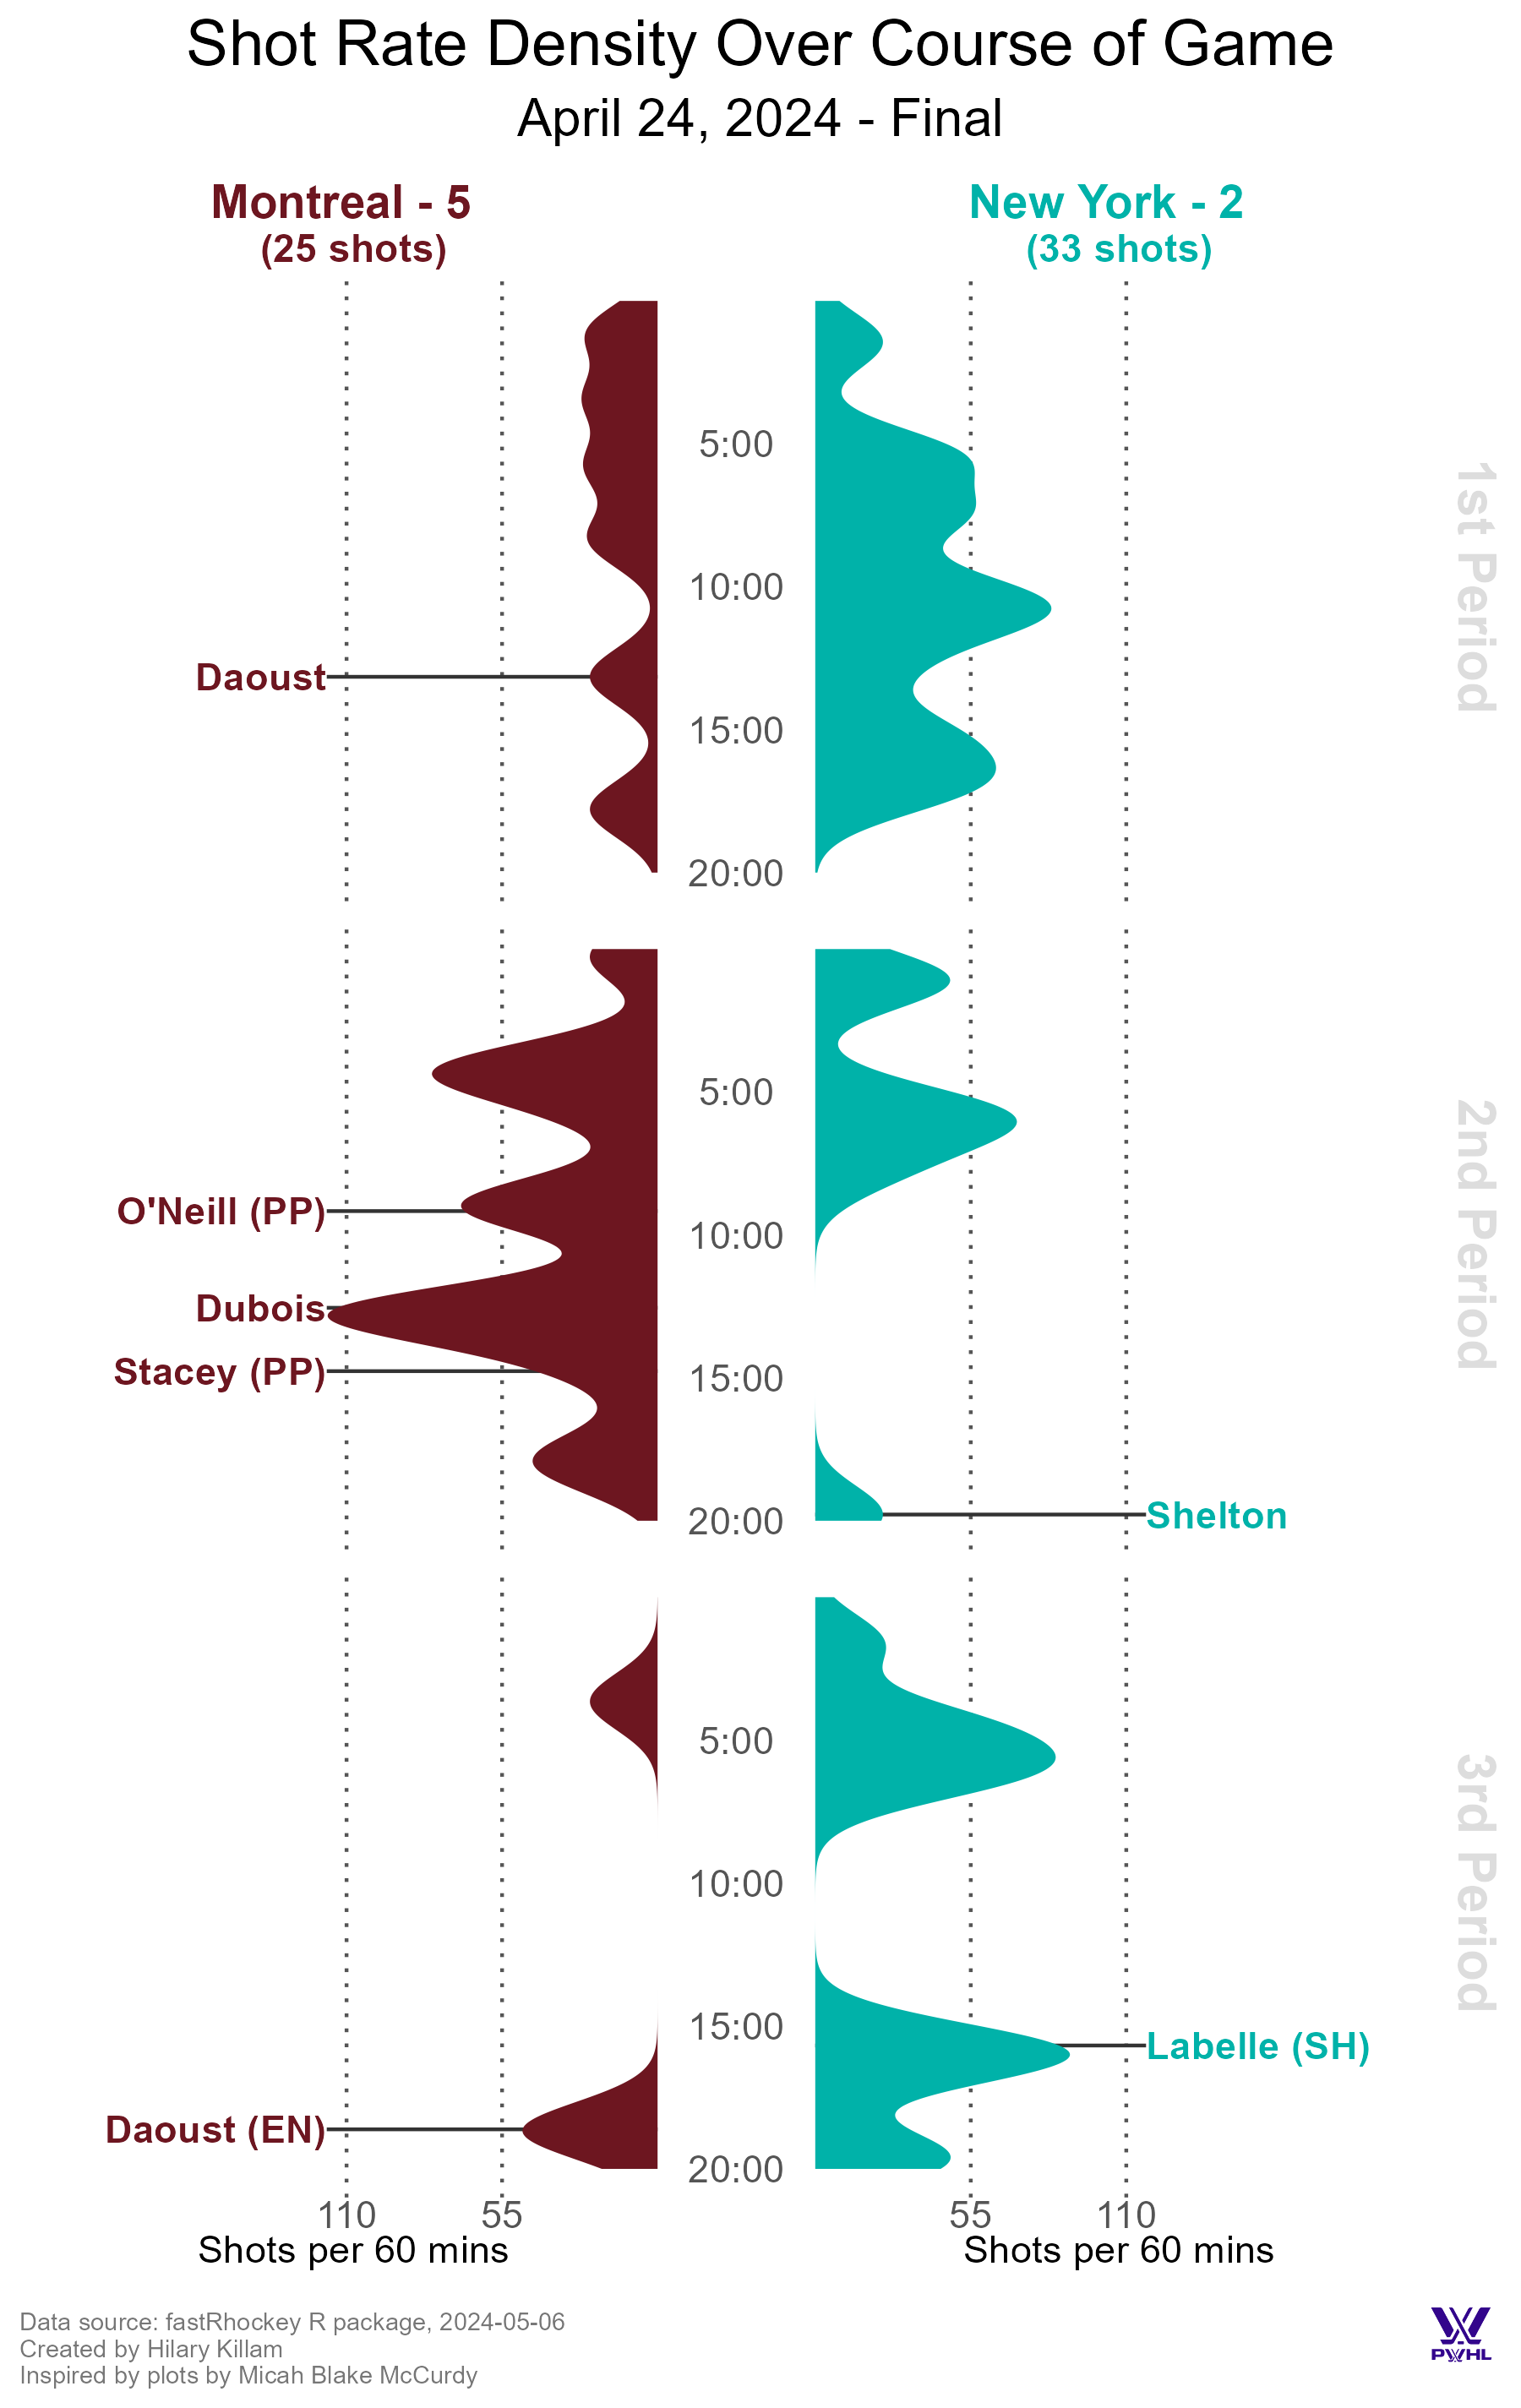 Shot Rate Density Over Course of Game
April 24, 2024 - Final
Montreal - 5
(25 shots)
New York - 2
(33 shots)
1st Period
5:00
10:00
Daoust
15:00
20:00
2nd Period
5:00
O'Neill (PP)
10:00
Dubois
Stacey (PP)
15:00
20:00
Shelton
3rd Period
5:00
10:00
15:00
Labelle (SH)
Daoust (EN)
20:00
110 55 55 110
Shots per 60 mins
Shots per 60 mins
Data source: fastRhockey R package, 2024-05-06
Created by Hilary Killam
Inspired by plots by Micah Blake McCurdy
PWHL